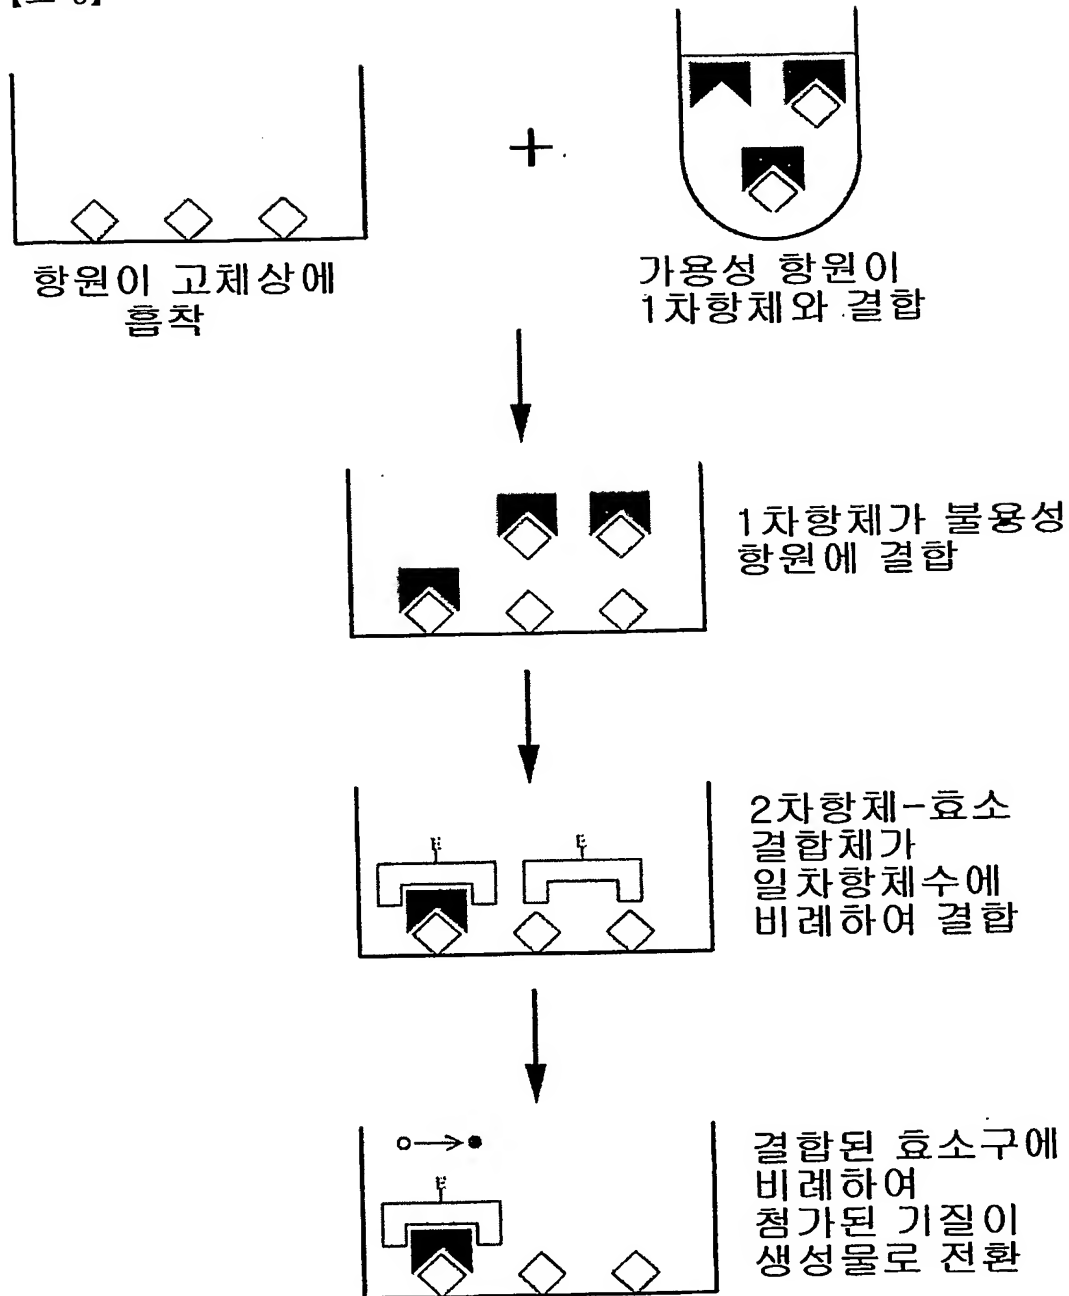 항원이 고체상에
흡착
+
가용성 항원이
1차항체와 결합
1차항체가 불용성
항원에 결합
2차항체-효소
결합체가
일차항체수에
비례하여 결합
E
E
결합된 효소구에
비례하여
첨가된 기질이
생성물로 전환
E